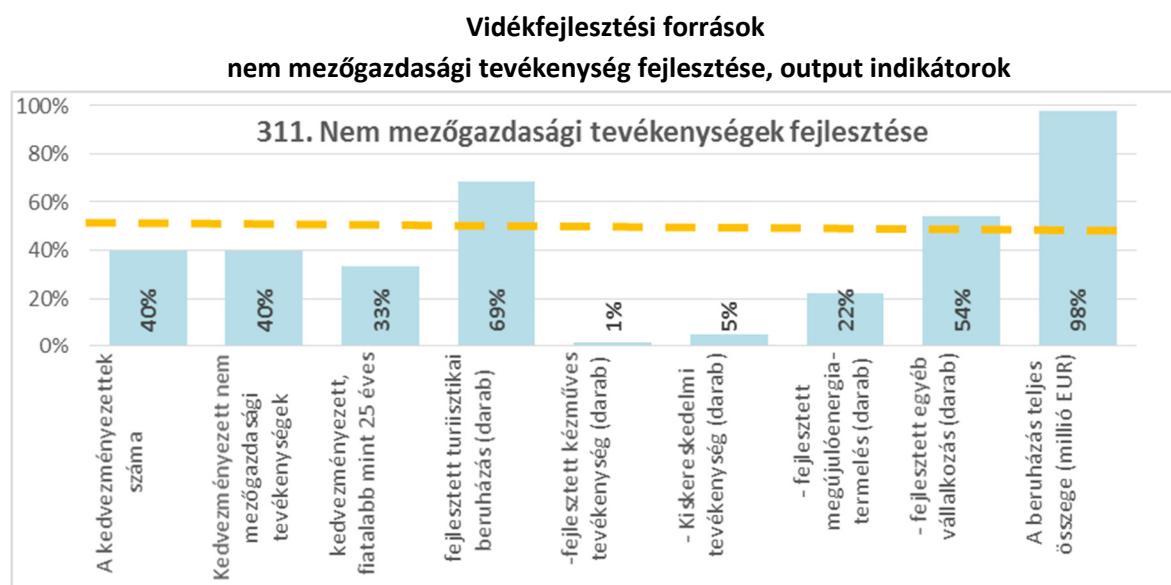 Vidékfejlesztési források
nem mezőgazdasági tevékenység fejlesztése, output indikátorok
311. Nem mezőgazdasági tevékenységek fejlesztése
100%
80%
60%
40%
20%
0%
40%
40%
33%
69%
1%
5%
22%
54%
98%
A kedvezményezettek
száma
Kedvezményezett nem
mezőgazdasági
tevékenységek
kedvezményezett,
fiatalabb mint 25 éves
fejlesztett turiisztikai
beruházás (darab)
-fejlesztett kézműves
tevékenység (darab)
- Kiskereskedelmi
tevékenység (darab)
- fejlesztett
megújulóenergia-
termelés (darab)
- fejlesztett egyéb
vállalkozás (darab)
A beruházás teljes
összege (millió EUR)